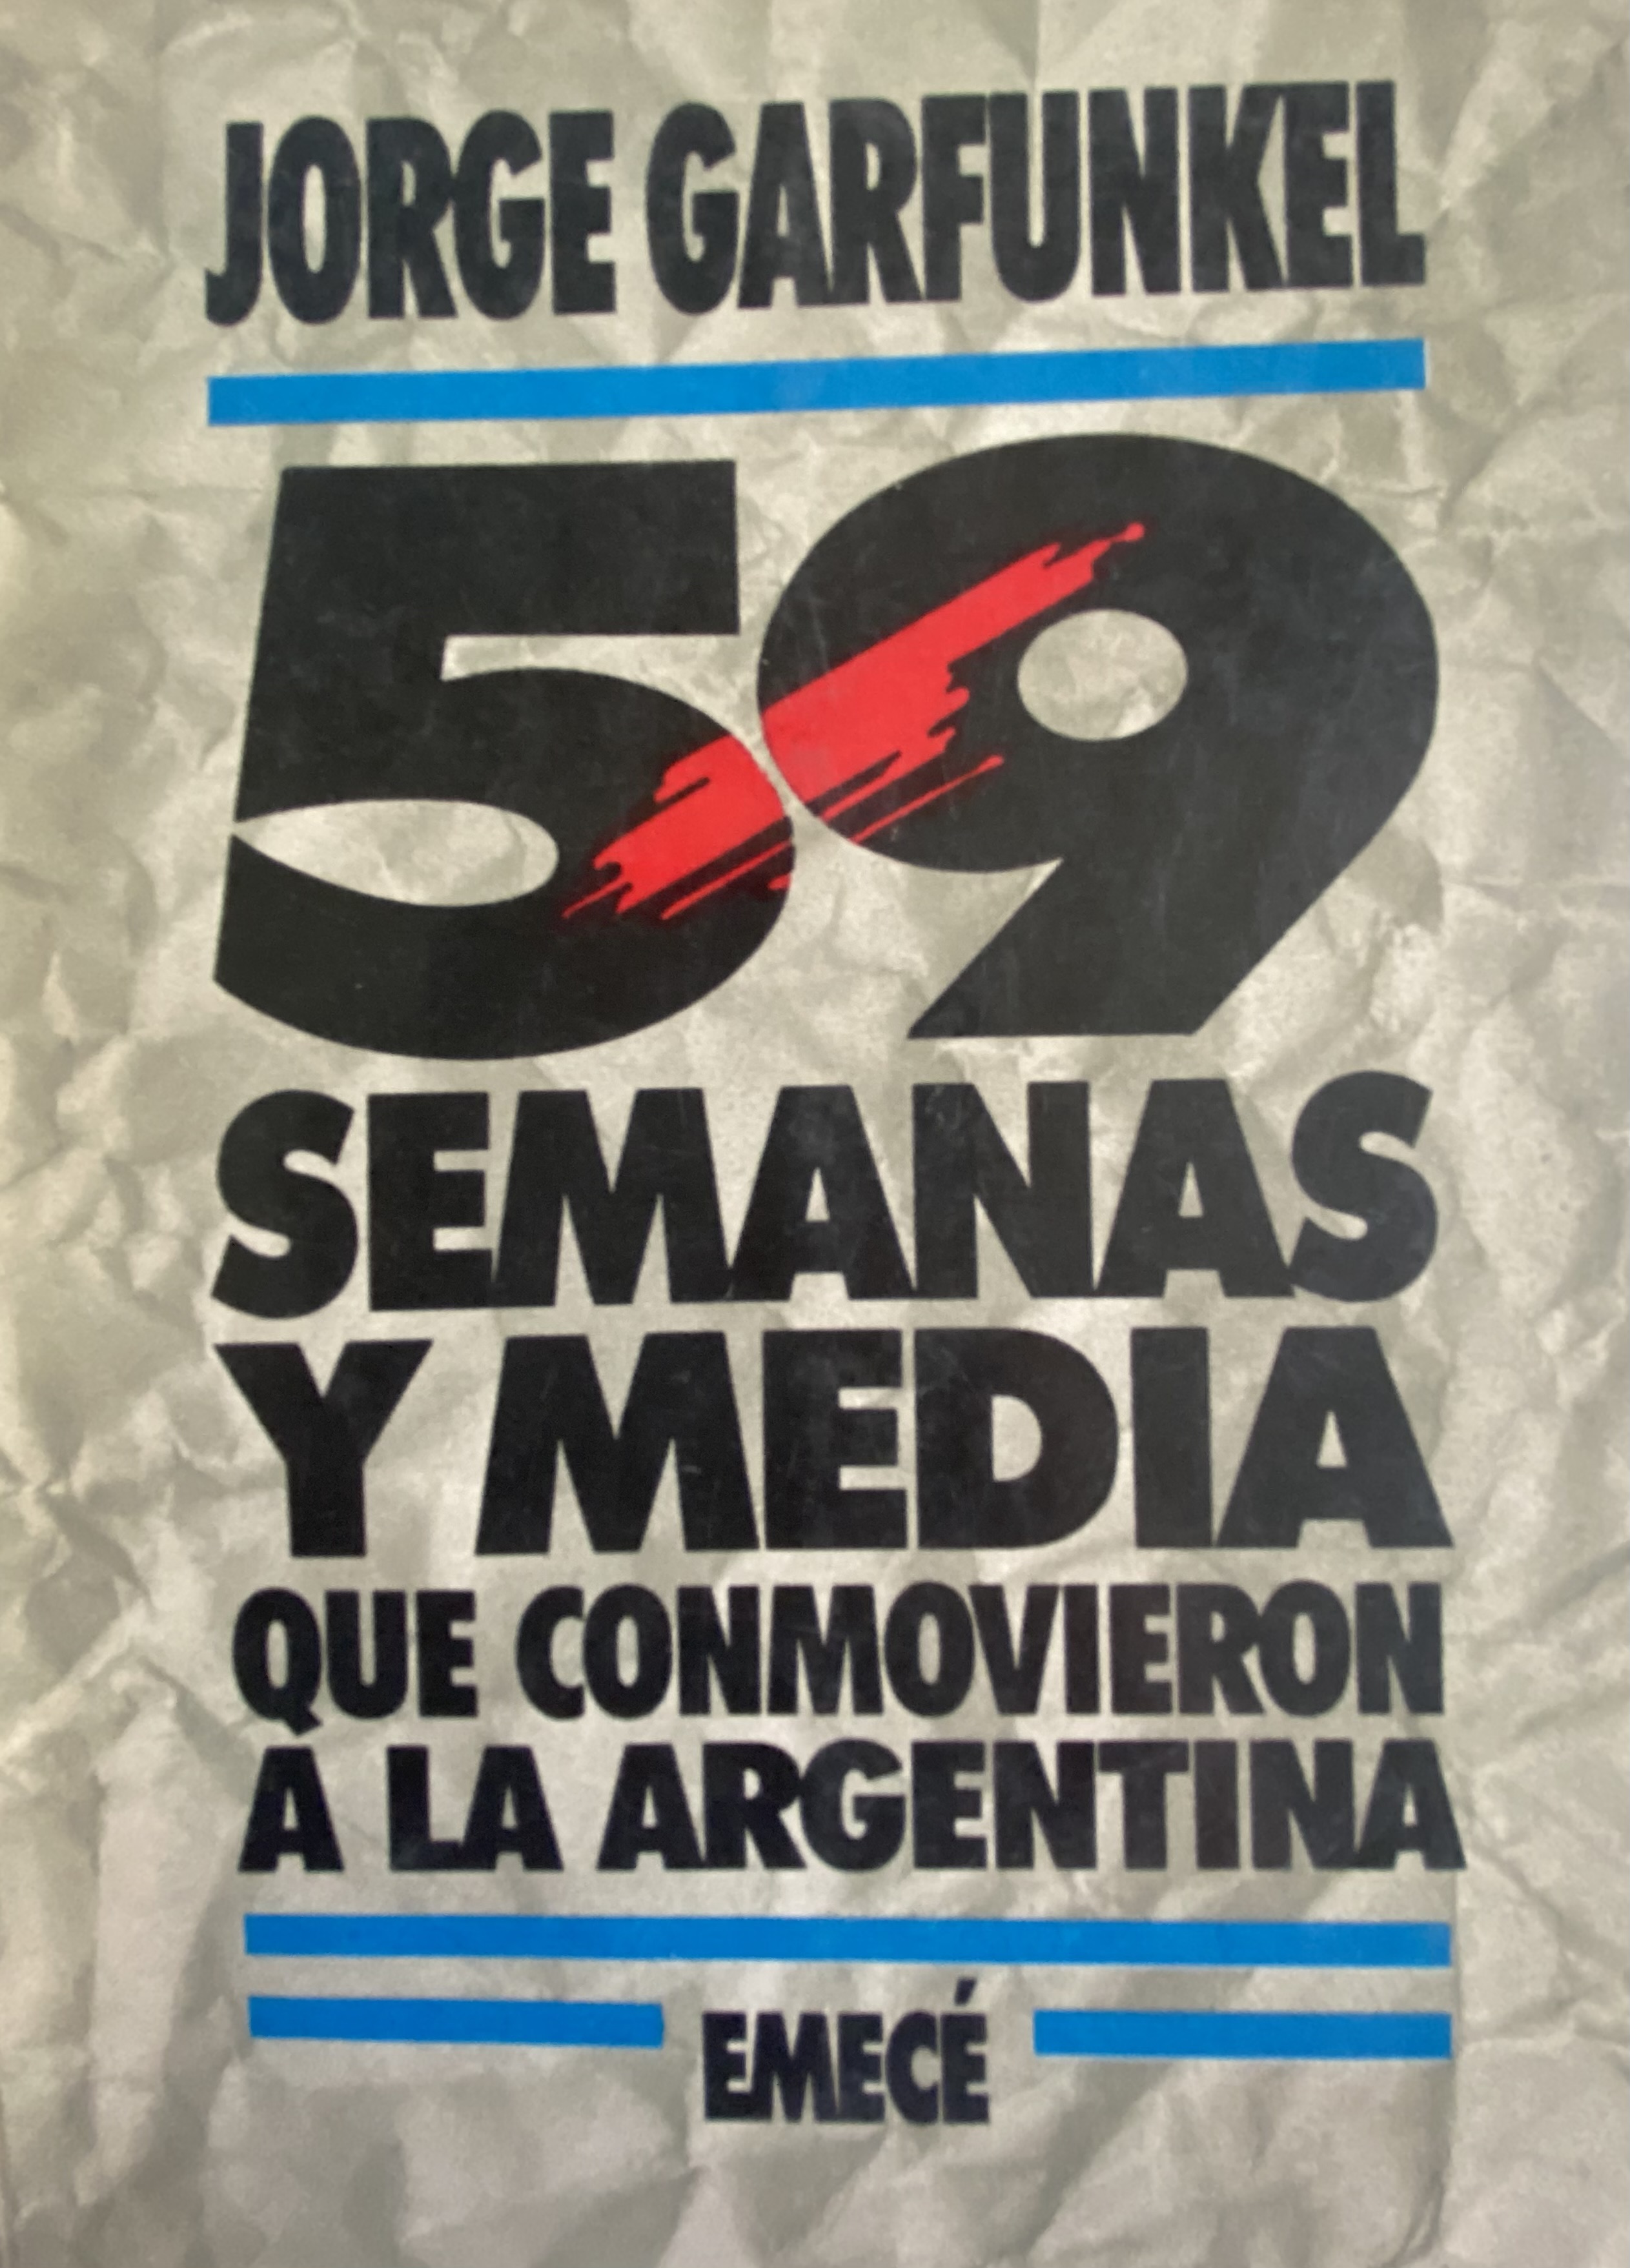 JORGE GARFUNKEL
59
SEMANAS
Y MEDIA
QUE CONMOVIERON
A LA ARGENTINA
EMECÉ